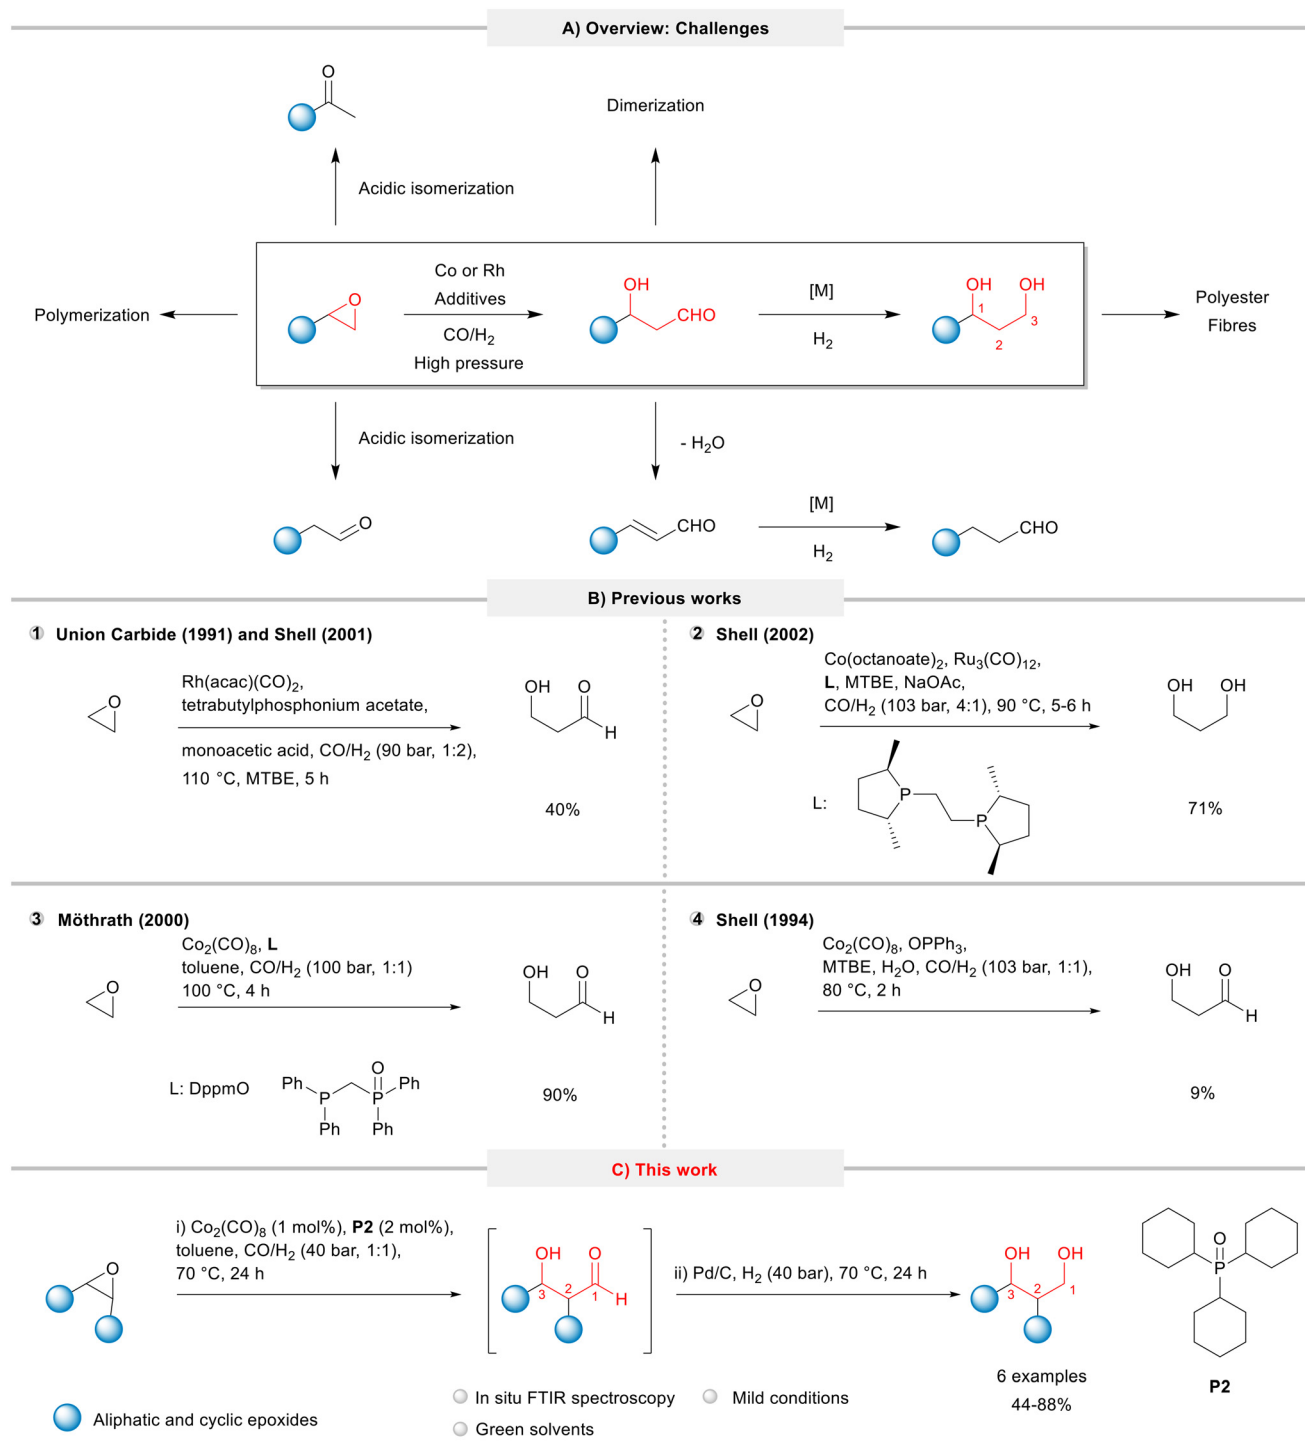 A) Overview: Challenges
O
Dimerization
Acidic isomerization
Polymerization
O
Co or Rh
Additives
CO/H2
High pressure
OH
CHO
[M]
H2
OH
OH
1
2
3
Polyester
Fibres
Acidic isomerization
- H2O
O
CHO
[M]
H2
CHO
B) Previous works
1 Union Carbide (1991) and Shell (2001)
O
Rh(acac)(CO)2,
tetrabutylphosphonium acetate,
monoacetic acid, CO/H2 (90 bar, 1:2),
110 °C, MTBE, 5 h
OH
O
H
40%
2 Shell (2002)
O
Co(octanoate)2, Ru3(CO)12,
L, MTBE, NaOAc,
CO/H2 (103 bar, 4:1), 90 °C, 5-6 h
OH
OH
L:
P
P
71%
3 Möthrath (2000)
O
Co2(CO)8, L
toluene, CO/H2 (100 bar, 1:1)
100 °C, 4 h
OH
O
H
L: DppmO
Ph
P
Ph
O
P
Ph
Ph
90%
4 Shell (1994)
O
Co2(CO)8, OPPh3,
MTBE, H2O, CO/H2 (103 bar, 1:1),
80 °C, 2 h
OH
O
H
9%
C) This work
O
i) Co2(CO)8 (1 mol%), P2 (2 mol%),
toluene, CO/H2 (40 bar, 1:1),
70 °C, 24 h
OH
O
3
2
1
H
ii) Pd/C, H2 (40 bar), 70 °C, 24 h
OH
OH
3
2
1
6 examples
44-88%
O
P
P2
Aliphatic and cyclic epoxides
In situ FTIR spectroscopy
Mild conditions
Green solvents